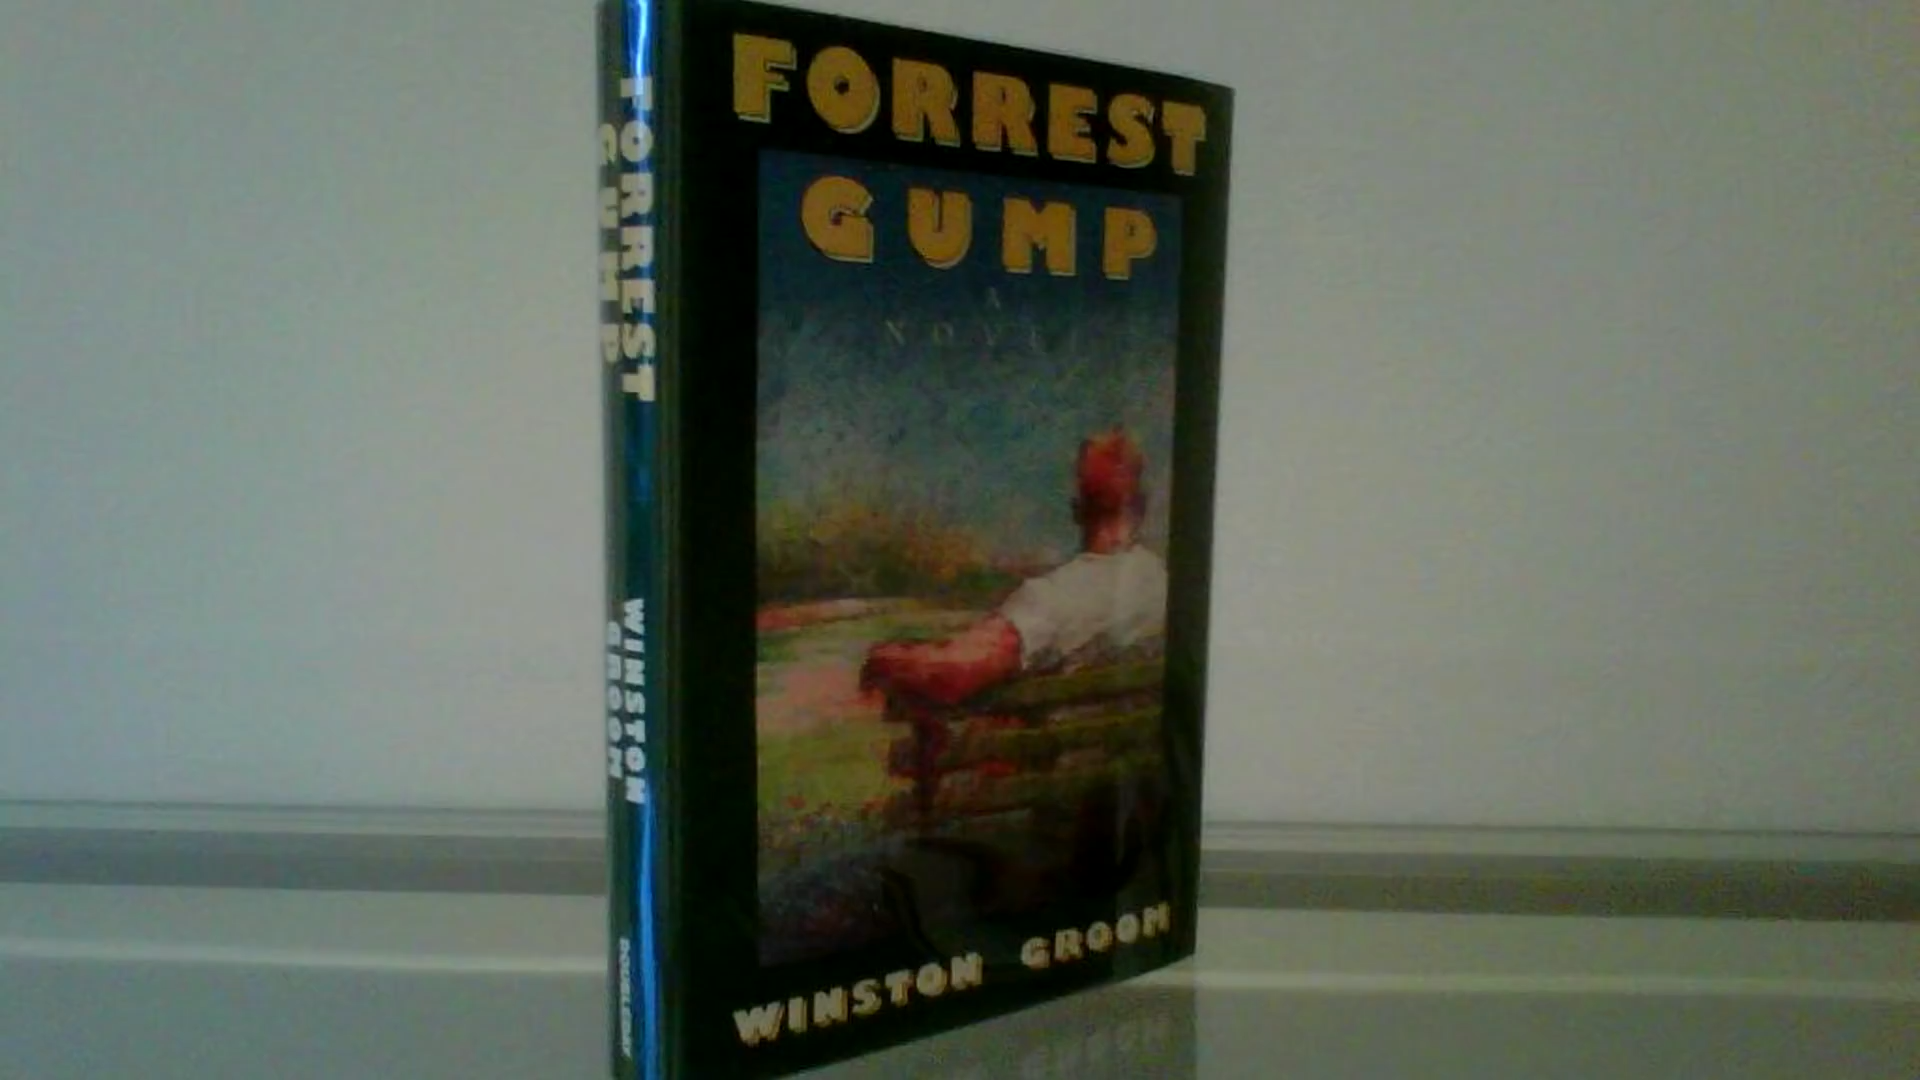 FORREST
GUMP
A
NOVEL
WINSTON GROOM
FORREST
GUMP
WINSTON
GROOM
DOUBLEDAY